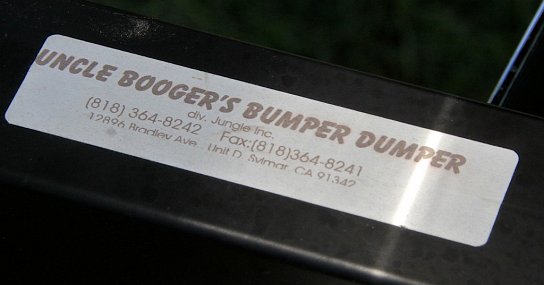 UNCLE BOOGER'S BUMPER DUMPER
div. Jungle Inc.
(818) 364-8242 Fax:(818)364-8241
12896 Bradley Ave. Unit D, Sylmar, CA 91342